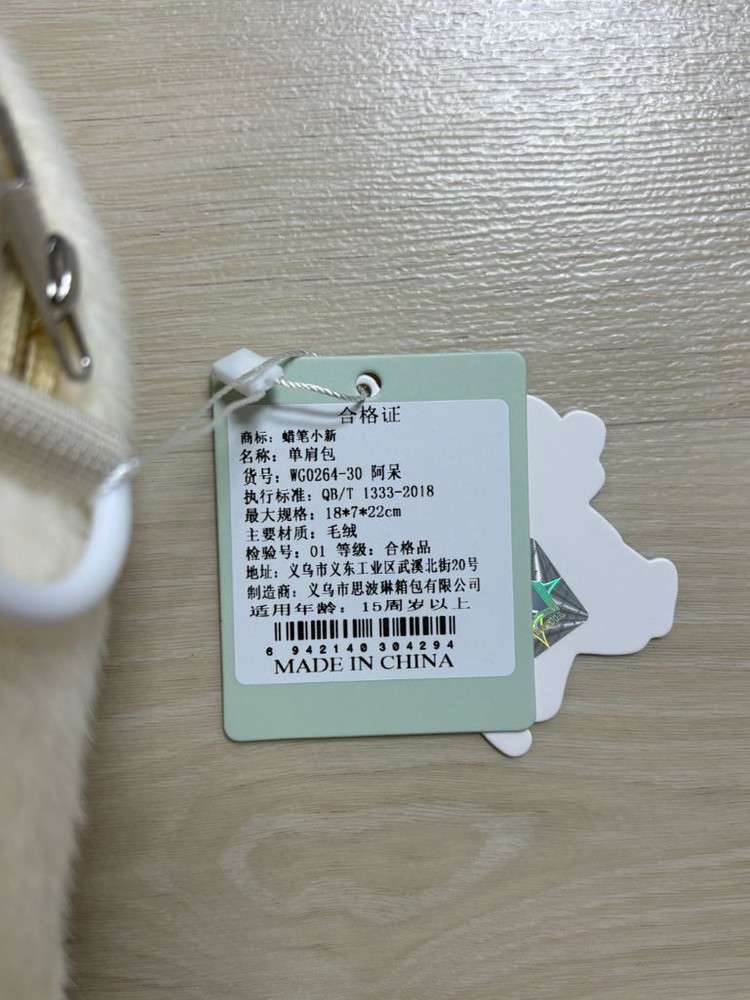 合格证
商标：蜡笔小新
名称：单肩包
货号：WG0264-30 阿呆
执行标准：QB/T 1333-2018
最大规格：18*7*22cm
主要材质：毛绒
检验号：01 等级：合格品
地址：义乌市义东工业区武溪北街20号
制造商：义乌市思波琳箱包有限公司
适用年龄：15周岁以上
6 942140 304294
MADE IN CHINA